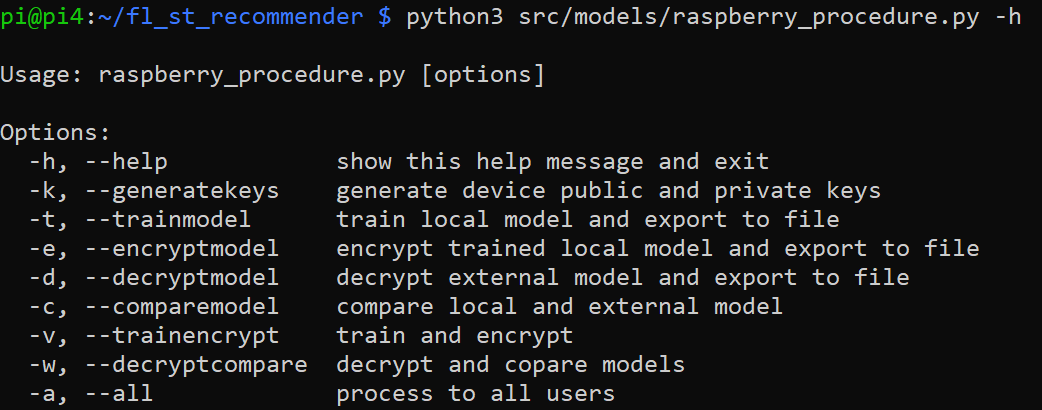 pi@pi4:~/fl_st_recommender $ python3 src/models/raspberry_procedure.py -h
Usage: raspberry_procedure.py [options]
Options:
-h, --help show this help message and exit
-k, --generatekeys generate device public and private keys
-t, --trainmodel train local model and export to file
-e, --encryptmodel encrypt trained local model and export to file
-d, --decryptmodel decrypt external model and export to file
-c, --comparemodel compare local and external model
-v, --trainencrypt train and encrypt
-w, --decryptcompare decrypt and copare models
-a, --all process to all users